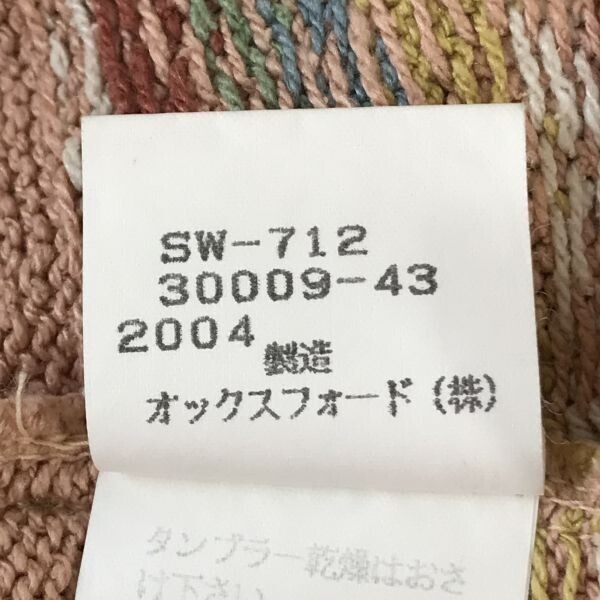 SW-712
30009-43
2004
製造
オックスフォード(株)
タンブラー乾燥はおさ
け下さい